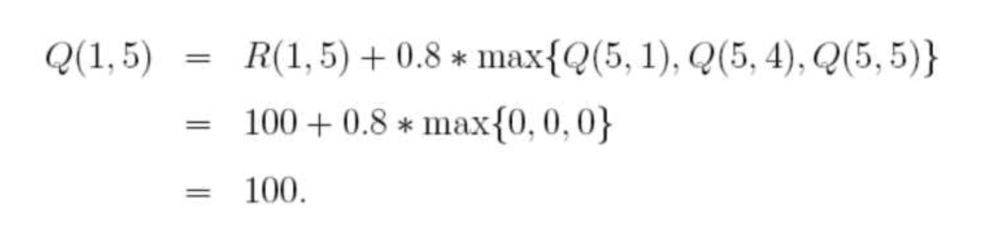 Q(1, 5) = R(1, 5) + 0.8 * max{Q(5, 1), Q(5, 4), Q(5, 5)}
= 100 + 0.8 * max{0, 0, 0}
= 100.